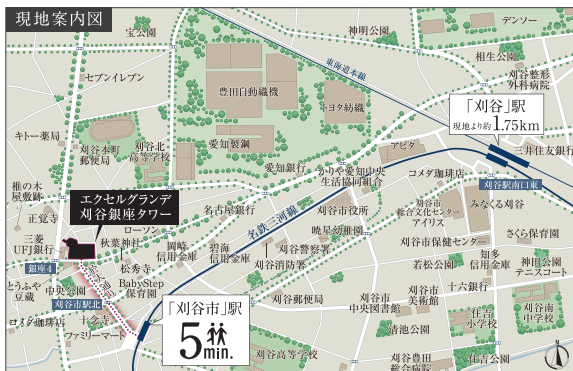 現地案内図
宝公園
神明公園
デンソー
相生公園
セブンイレブン
東海道本線
刈谷整形
外科病院
豊田自動織機
トヨタ紡織
「刈谷」駅
現地より約1.75km
キトー薬局
刈谷本町
郵便局
刈谷北
高等学校
愛知製鋼
愛知銀行
かりや愛知中央
生活協同組合
アピタ
三井住友銀行
コメダ珈琲店
刈谷駅南口東
椎の木
屋敷跡
正覚寺
エクセルグランデ
刈谷銀座タワー
名古屋銀行
名鉄三河線
刈谷市役所
刈谷市
総合文化センター
アイリス
みなくる刈谷
三菱
UFJ銀行
ローソン
秋葉神社
岡崎
信用金庫
碧海
信用金庫
暁星幼稚園
刈谷警察署
刈谷消防署
刈谷市保健センター
さくら保育園
銀座4
松秀寺
知多
信用金庫
神田公園
テニスコート
若松公園
とうふや
豆蔵
中央公園
BabyStep
保育園
刈谷市駅北
刈谷郵便局
刈谷市
美術館
十六銀行
刈谷市
中央図書館
コメダ珈琲店
十念寺
ファミリーマート
「刈谷市」駅
5min.
住吉
小学校
刈谷南
中学校
清池公園
刈谷高等学校
刈谷豊田
総合病院
住吉公園
N